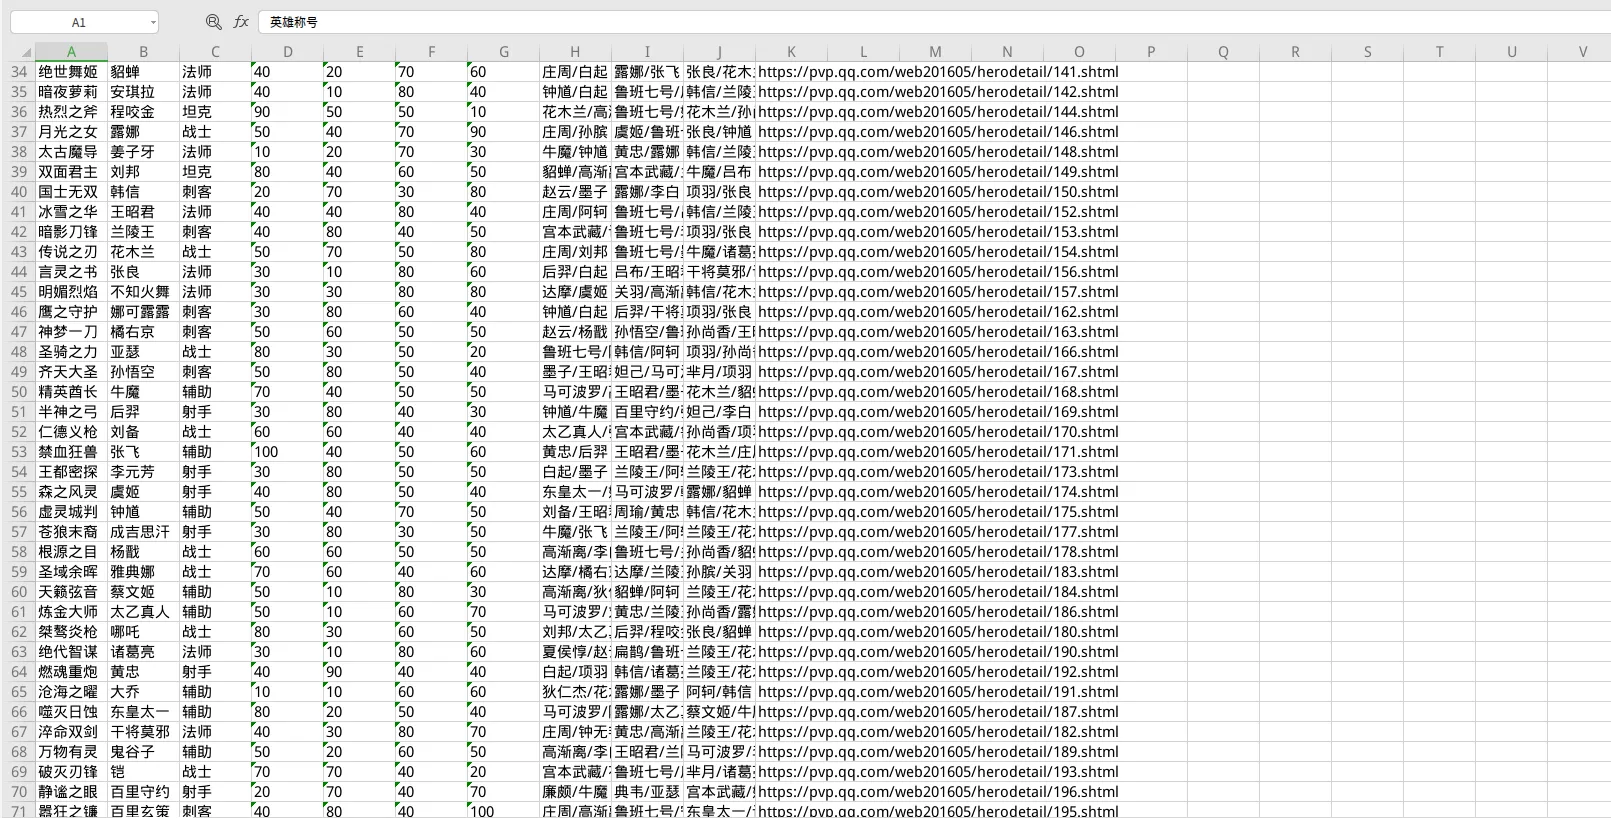 A1 fx 英雄称号
A B C D E F G H I J K L M N O P Q R S T U V
34 绝世舞姬 貂蝉 法师 40 20 70 60 庄周/白起 露娜/张飞 张良/花木 https://pvp.qq.com/web201605/herodetail/141.shtml
35 暗夜萝莉 安琪拉 法师 40 10 80 40 钟馗/白起 鲁班七号/ 韩信/兰陵 https://pvp.qq.com/web201605/herodetail/142.shtml
36 热烈之斧 程咬金 坦克 90 50 50 10 花木兰/高 鲁班七号/ 花木兰/孙 https://pvp.qq.com/web201605/herodetail/144.shtml
37 月光之女 露娜 战士 50 40 70 90 庄周/孙膑 虞姬/鲁班 张良/钟馗 https://pvp.qq.com/web201605/herodetail/146.shtml
38 太古魔导 姜子牙 法师 10 20 70 30 牛魔/钟馗 黄忠/露娜 韩信/兰陵 https://pvp.qq.com/web201605/herodetail/148.shtml
39 双面君主 刘邦 坦克 80 40 60 50 貂蝉/高渐 宫本武藏/ 牛魔/吕布 https://pvp.qq.com/web201605/herodetail/149.shtml
40 国士无双 韩信 刺客 20 70 30 80 赵云/墨子 露娜/李白 项羽/张良 https://pvp.qq.com/web201605/herodetail/150.shtml
41 冰雪之华 王昭君 法师 40 40 80 40 庄周/阿轲 鲁班七号/ 韩信/兰陵 https://pvp.qq.com/web201605/herodetail/152.shtml
42 暗影刀锋 兰陵王 刺客 40 80 40 50 宫本武藏/ 鲁班七号/ 项羽/张良 https://pvp.qq.com/web201605/herodetail/153.shtml
43 传说之刃 花木兰 战士 50 70 50 80 庄周/刘邦 鲁班七号/ 牛魔/诸葛 https://pvp.qq.com/web201605/herodetail/154.shtml
44 言灵之书 张良 法师 30 10 80 60 后羿/白起 吕布/王昭 干将莫邪/ https://pvp.qq.com/web201605/herodetail/156.shtml
45 明媚烈焰 不知火舞 法师 30 30 80 80 达摩/虞姬 关羽/高渐 韩信/花木 https://pvp.qq.com/web201605/herodetail/157.shtml
46 鹰之守护 娜可露露 刺客 30 80 60 40 钟馗/白起 后羿/干将 项羽/张良 https://pvp.qq.com/web201605/herodetail/162.shtml
47 神梦一刀 橘右京 刺客 50 60 50 50 赵云/杨戬 孙悟空/鲁 孙尚香/王 https://pvp.qq.com/web201605/herodetail/163.shtml
48 圣骑之力 亚瑟 战士 80 30 50 20 鲁班七号/ 韩信/阿轲 项羽/孙尚 https://pvp.qq.com/web201605/herodetail/166.shtml
49 齐天大圣 孙悟空 刺客 50 80 50 40 墨子/王昭 妲己/马可 芈月/项羽 https://pvp.qq.com/web201605/herodetail/167.shtml
50 精英酋长 牛魔 辅助 70 40 50 50 马可波罗/ 王昭君/墨 花木兰/貂 https://pvp.qq.com/web201605/herodetail/168.shtml
51 半神之弓 后羿 射手 30 80 40 30 钟馗/牛魔 百里守约/ 妲己/李白 https://pvp.qq.com/web201605/herodetail/169.shtml
52 仁德义枪 刘备 战士 60 60 40 40 太乙真人/ 宫本武藏/ 孙尚香/项 https://pvp.qq.com/web201605/herodetail/170.shtml
53 禁血狂兽 张飞 辅助 100 40 50 60 黄忠/后羿 王昭君/墨 花木兰/庄 https://pvp.qq.com/web201605/herodetail/171.shtml
54 王都密探 李元芳 射手 30 80 50 50 白起/墨子 兰陵王/阿 兰陵王/花 https://pvp.qq.com/web201605/herodetail/173.shtml
55 森之风灵 虞姬 射手 40 80 50 40 东皇太一/ 马可波罗/ 露娜/貂蝉 https://pvp.qq.com/web201605/herodetail/174.shtml
56 虚灵城判 钟馗 辅助 50 40 70 50 刘备/王昭 周瑜/黄忠 韩信/花木 https://pvp.qq.com/web201605/herodetail/175.shtml
57 苍狼末裔 成吉思汗 射手 30 80 30 50 牛魔/张飞 兰陵王/阿 兰陵王/花 https://pvp.qq.com/web201605/herodetail/177.shtml
58 根源之目 杨戬 战士 60 60 50 50 高渐离/李 鲁班七号/ 孙尚香/貂 https://pvp.qq.com/web201605/herodetail/178.shtml
59 圣域余晖 雅典娜 战士 70 60 40 60 达摩/橘右 达摩/兰陵 孙膑/关羽 https://pvp.qq.com/web201605/herodetail/183.shtml
60 天籁弦音 蔡文姬 辅助 50 10 80 30 高渐离/狄 貂蝉/阿轲 兰陵王/花 https://pvp.qq.com/web201605/herodetail/184.shtml
61 炼金大师 太乙真人 辅助 50 10 60 70 马可波罗/ 黄忠/兰陵 孙尚香/露 https://pvp.qq.com/web201605/herodetail/186.shtml
62 桀骜炎枪 哪吒 战士 80 30 60 50 刘邦/太乙 后羿/程咬 张良/貂蝉 https://pvp.qq.com/web201605/herodetail/180.shtml
63 绝代智谋 诸葛亮 法师 30 10 80 60 夏侯惇/赵 扁鹊/鲁班 兰陵王/花 https://pvp.qq.com/web201605/herodetail/190.shtml
64 燃魂重炮 黄忠 射手 40 90 40 40 白起/项羽 韩信/诸葛 兰陵王/花 https://pvp.qq.com/web201605/herodetail/192.shtml
65 沧海之曜 大乔 辅助 10 10 60 60 狄仁杰/花 露娜/墨子 阿轲/韩信 https://pvp.qq.com/web201605/herodetail/191.shtml
66 噬灭日蚀 东皇太一 辅助 80 20 50 40 马可波罗/ 露娜/太乙 蔡文姬/牛 https://pvp.qq.com/web201605/herodetail/187.shtml
67 淬命双剑 干将莫邪 法师 40 30 80 70 庄周/钟无 黄忠/高渐 兰陵王/花 https://pvp.qq.com/web201605/herodetail/182.shtml
68 万物有灵 鬼谷子 辅助 50 20 60 50 高渐离/李 王昭君/兰 马可波罗/ https://pvp.qq.com/web201605/herodetail/189.shtml
69 破灭刃锋 铠 战士 70 70 40 20 宫本武藏/ 鲁班七号/ 芈月/诸葛 https://pvp.qq.com/web201605/herodetail/193.shtml
70 静谧之眼 百里守约 射手 20 70 40 70 廉颇/牛魔 典韦/亚瑟 宫本武藏/ https://pvp.qq.com/web201605/herodetail/196.shtml
71 嚣狂之镰 百里玄策 刺客 40 80 40 100 庄周/高渐 鲁班七号/ 东皇太一/ https://pvp.qq.com/web201605/herodetail/195.shtml